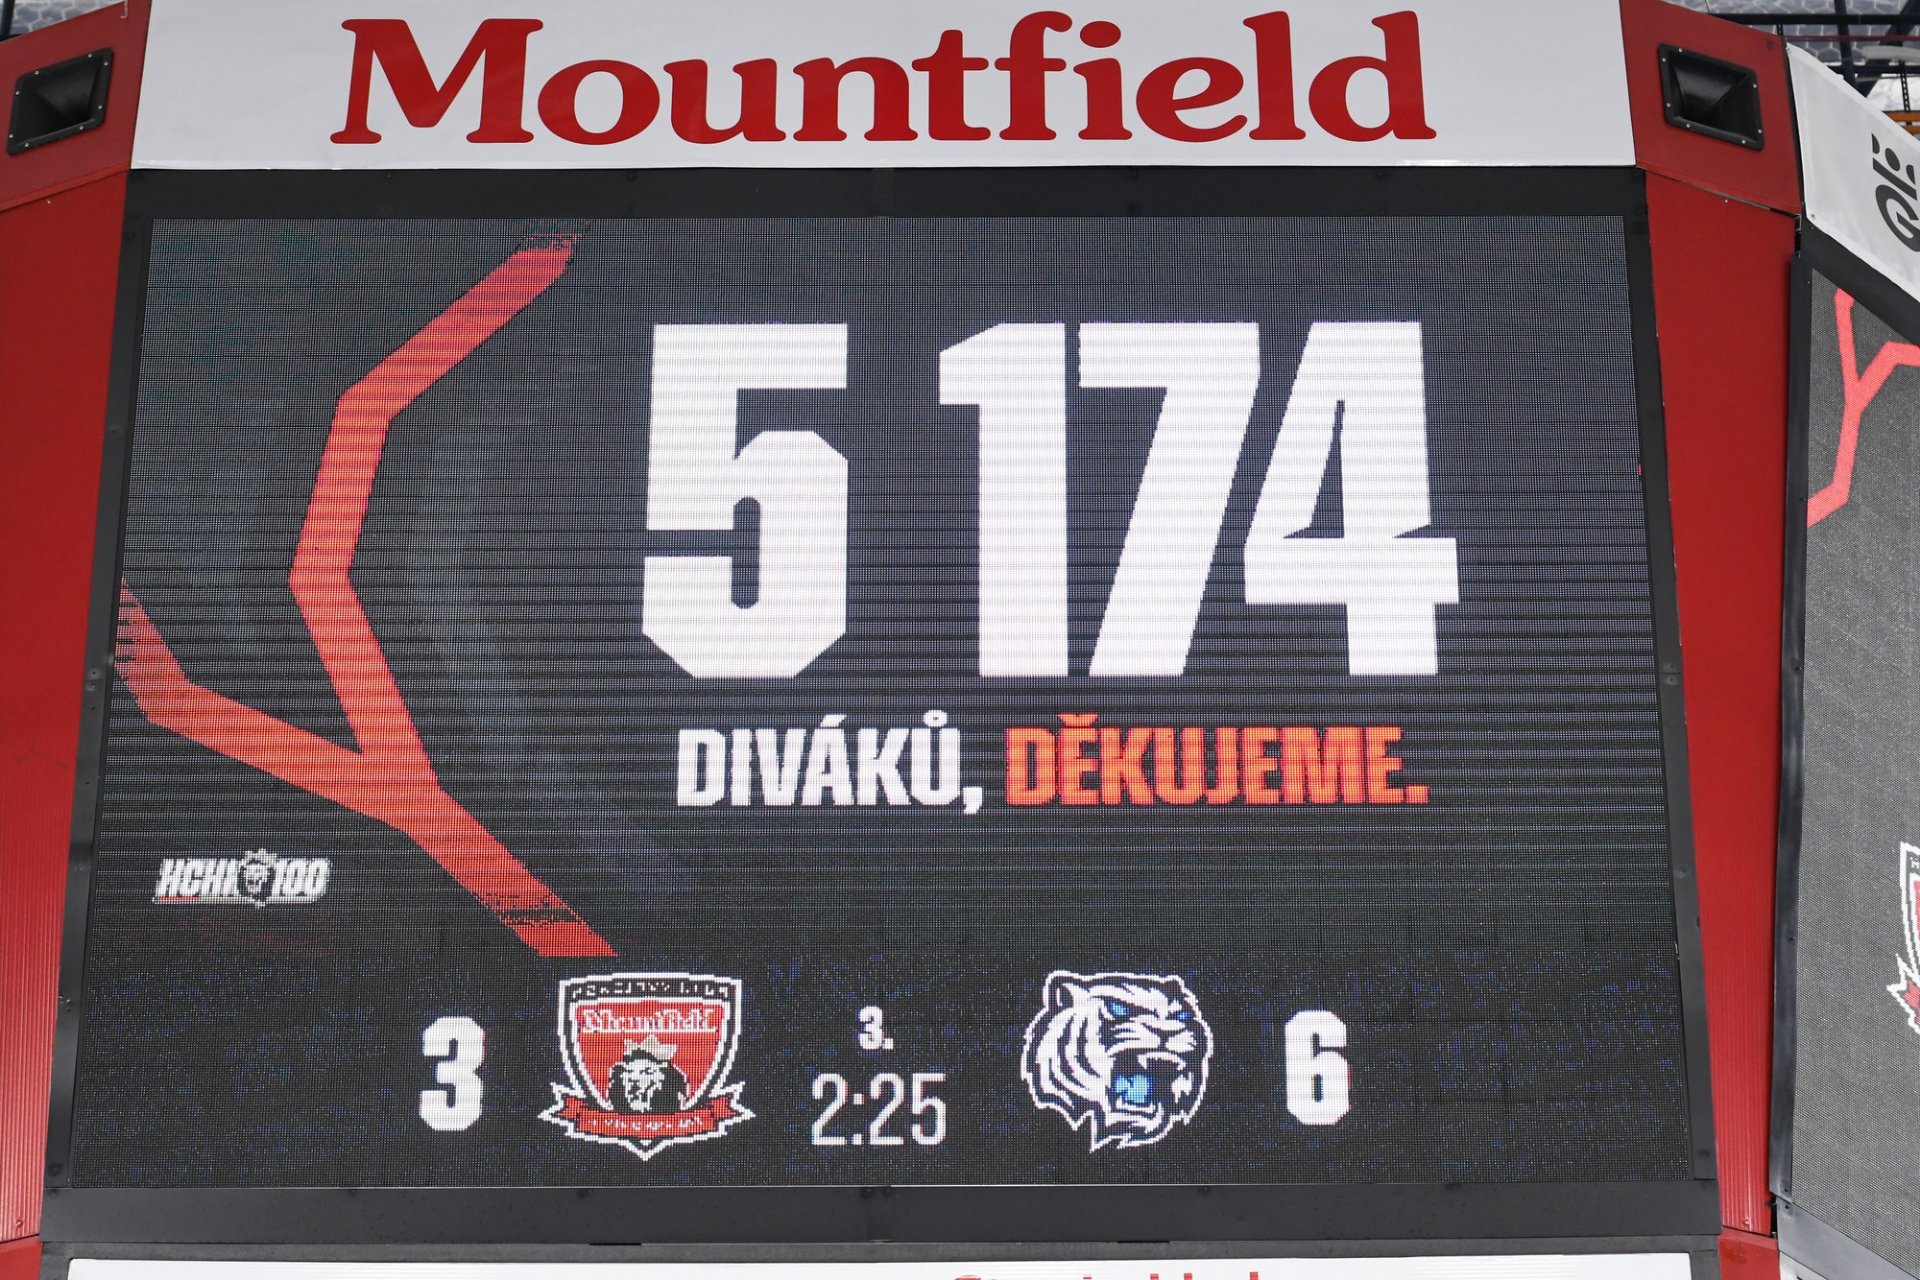 Mountfield
5 174
DIVÁKŮ, DĚKUJEME.
HCHK 100
Mountfield
3
3.
2:25
6